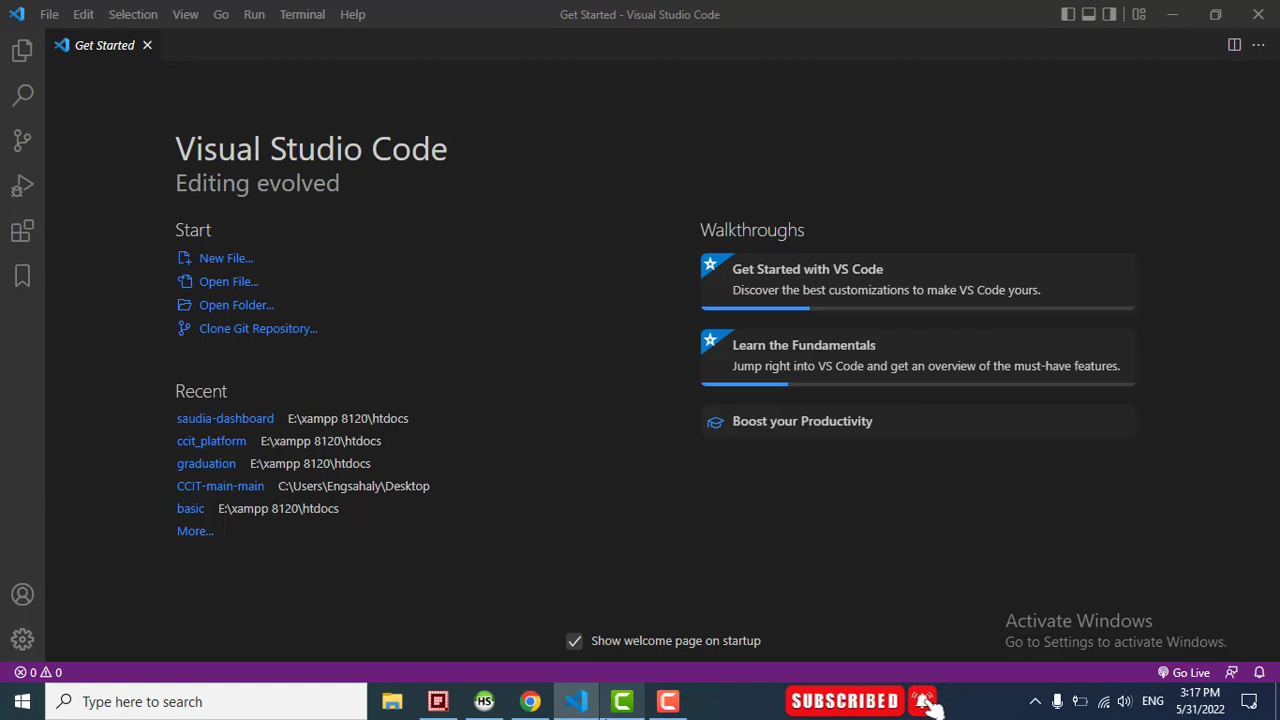 File Edit Selection View Go Run Terminal Help
Get Started - Visual Studio Code
Get Started
Visual Studio Code
Editing evolved
Start
New File...
Open File...
Open Folder...
Clone Git Repository...
Recent
saudia-dashboard E:\xampp 8120\htdocs
ccit_platform E:\xampp 8120\htdocs
graduation E:\xampp 8120\htdocs
CCIT-main-main C:\Users\Engsahaly\Desktop
basic E:\xampp 8120\htdocs
More...
Walkthroughs
Get Started with VS Code
Discover the best customizations to make VS Code yours.
Learn the Fundamentals
Jump right into VS Code and get an overview of the must-have features.
Boost your Productivity
Show welcome page on startup
Activate Windows
Go to Settings to activate Windows.
0 0
Go Live
Type here to search
HS
SUBSCRIBED
ENG
3:17 PM
5/31/2022